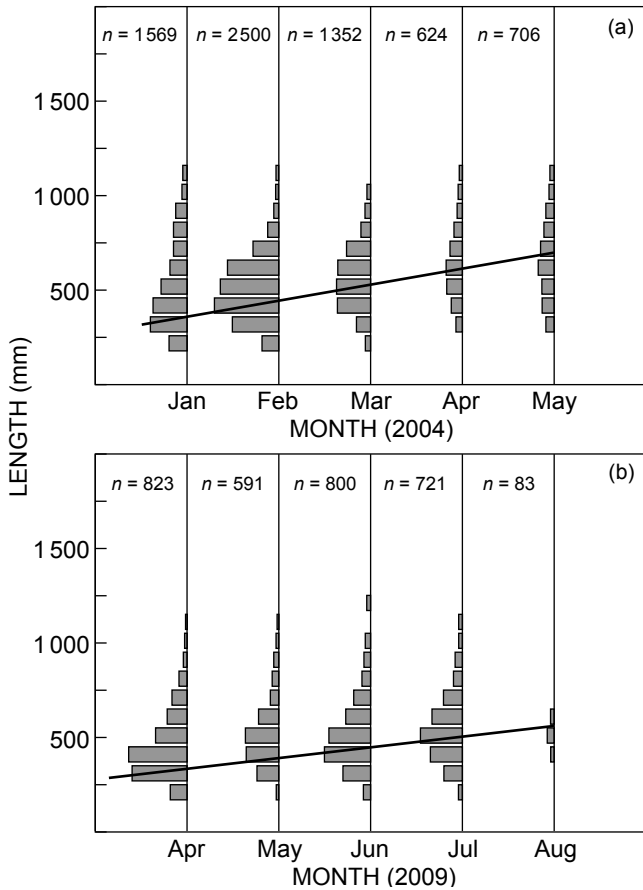 (a)
n = 1569 n = 2500 n = 1352 n = 624 n = 706
1 500
1 000
500
Jan Feb Mar Apr May
MONTH (2004)
LENGTH (mm)
(b)
n = 823 n = 591 n = 800 n = 721 n = 83
1 500
1 000
500
Apr May Jun Jul Aug
MONTH (2009)